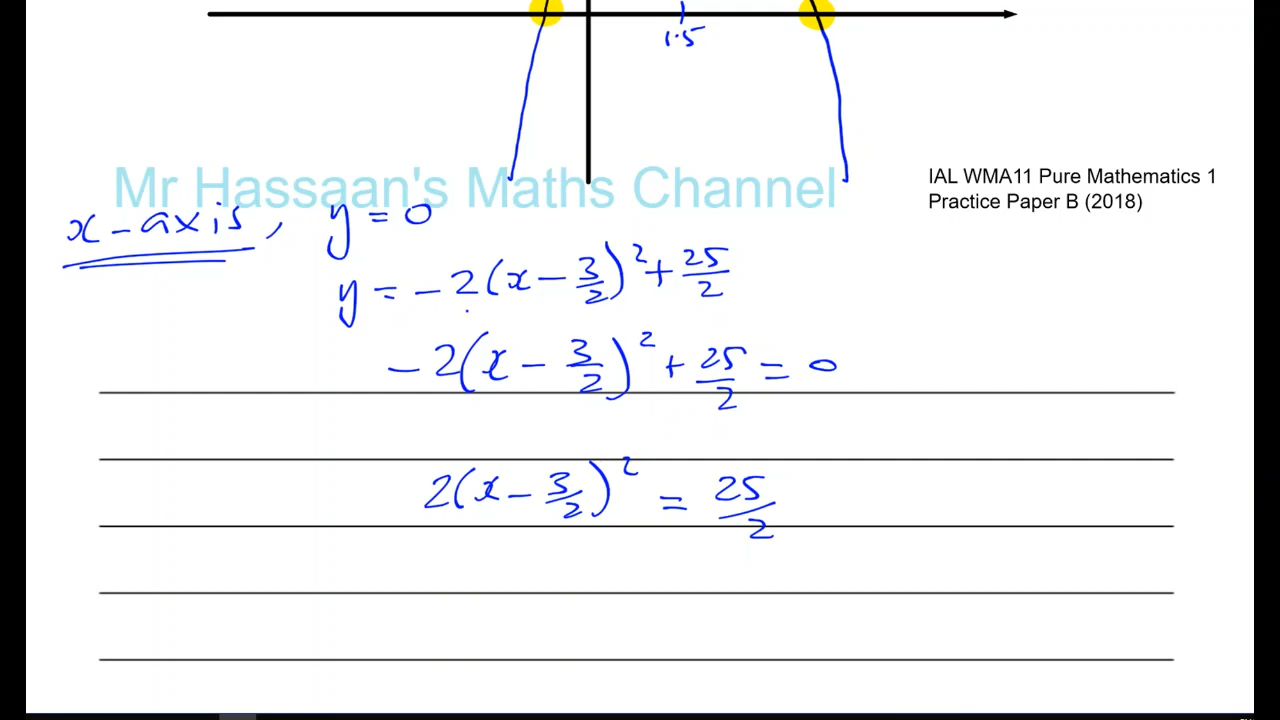 1.5
Mr Hassaan's Maths Channel
IAL WMA11 Pure Mathematics 1
Practice Paper B (2018)
x-axis, y = 0
y = -2(x - 3/2)² + 25/2
-2(x - 3/2)² + 25/2 = 0
2(x - 3/2)² = 25/2